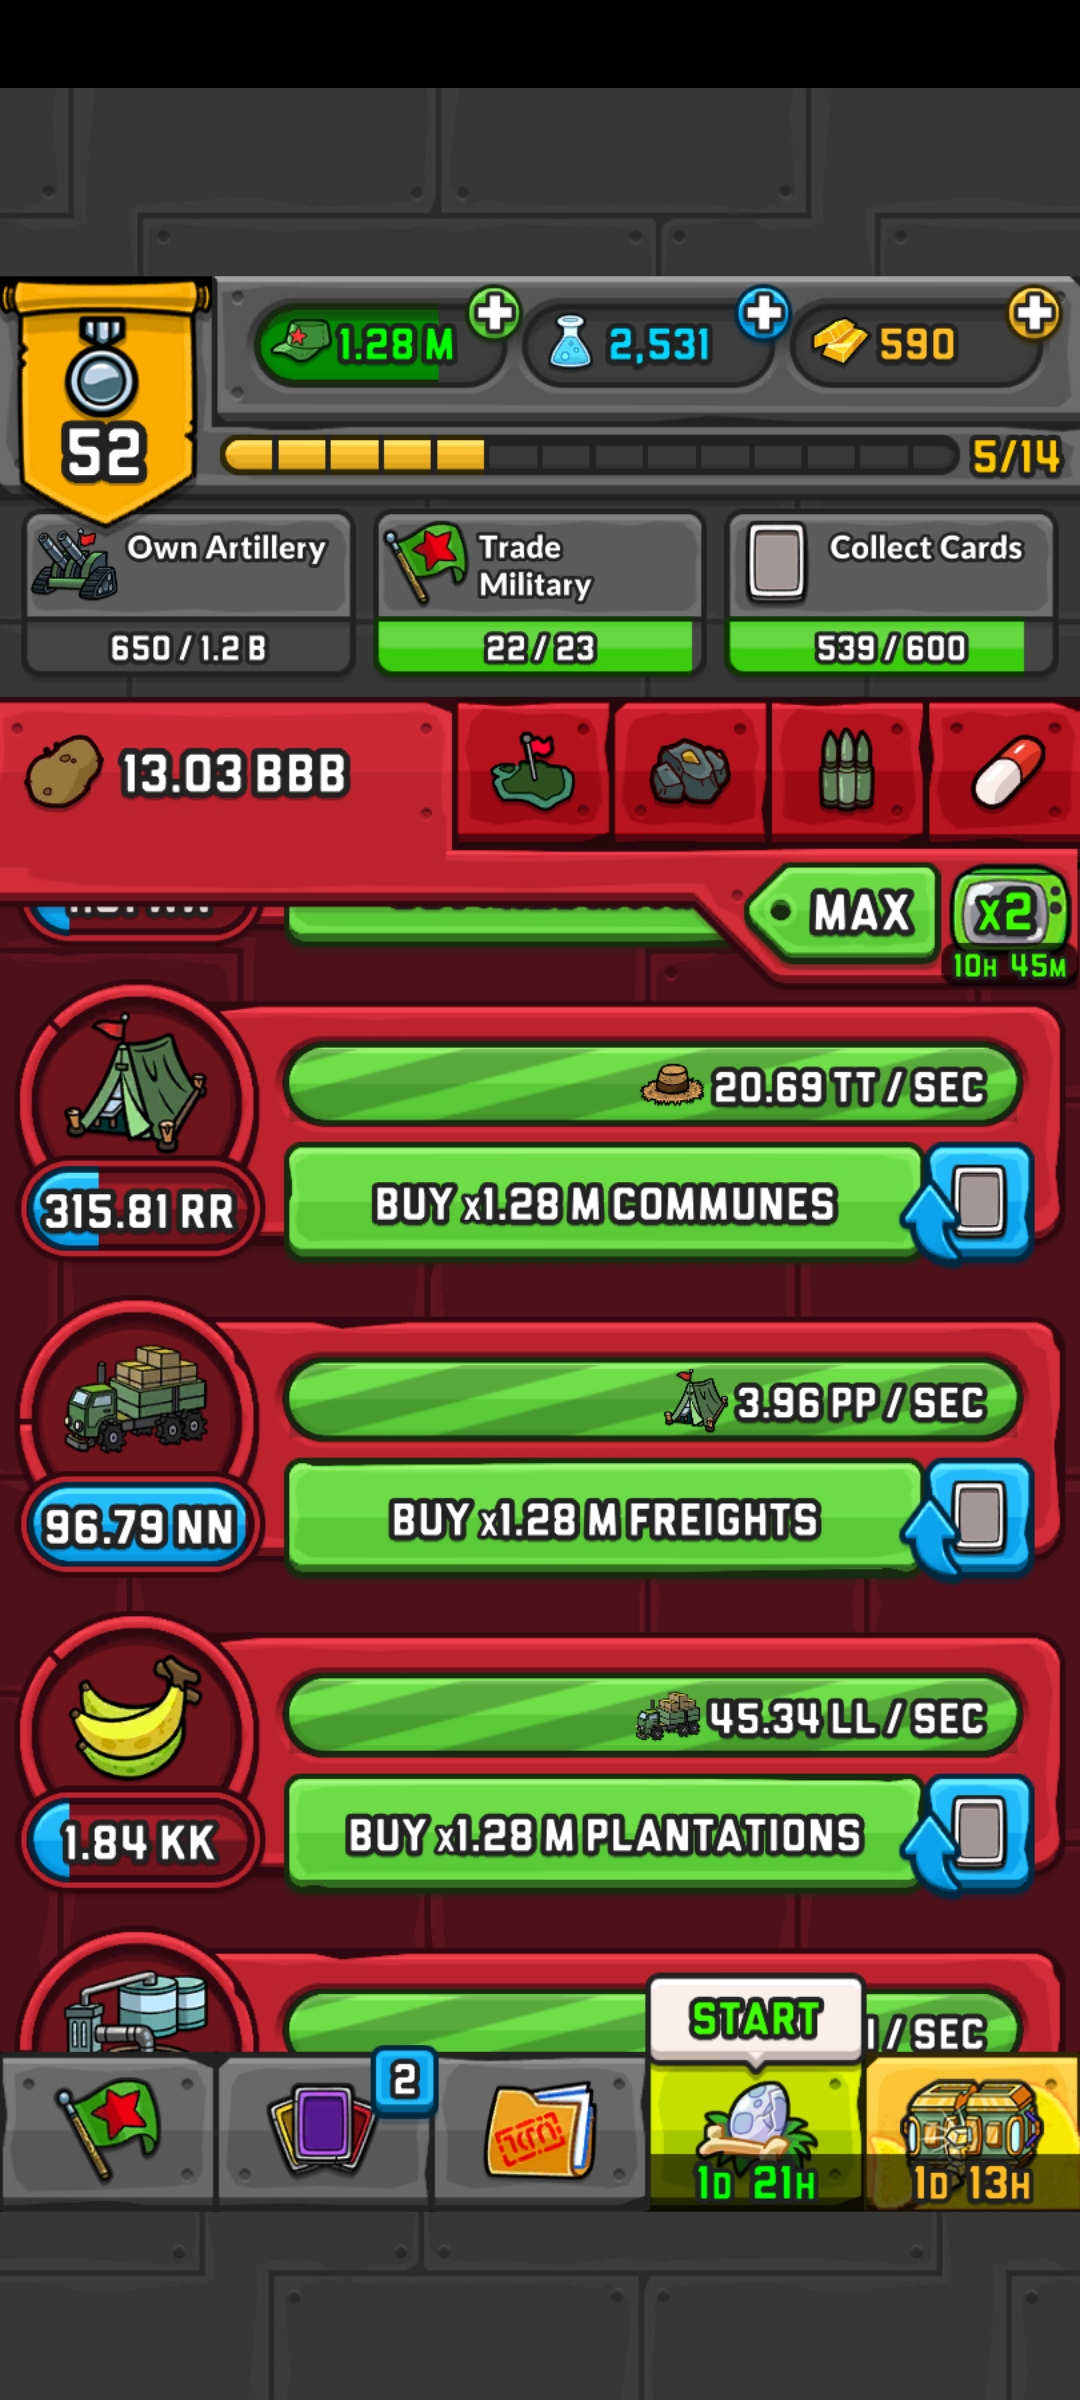 1.28 M
2,531
590
52
5/14
Own Artillery
650 / 1.2 B
Trade
Military
22 / 23
Collect Cards
539 / 600
13.03 BBB
MAX
x2
10H 45M
20.69 TT / SEC
315.81 RR
BUY x1.28 M COMMUNES
3.96 PP / SEC
96.79 NN
BUY x1.28 M FREIGHTS
45.34 LL / SEC
1.84 KK
BUY x1.28 M PLANTATIONS
START
/ SEC
2
1D 21H
1D 13H